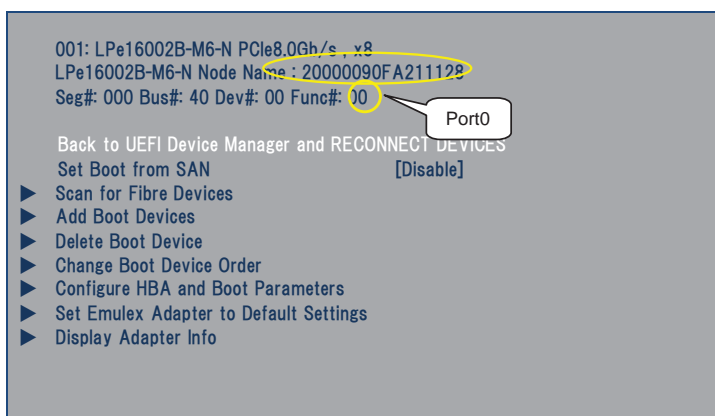 001: LPe16002B-M6-N PCIe8.0Gb/s , x8
LPe16002B-M6-N Node Name : 20000090FA211128
Seg#: 000 Bus#: 40 Dev#: 00 Func#: 00
Port0
Back to UEFI Device Manager and RECONNECT DEVICES
Set Boot from SAN [Disable]
Scan for Fibre Devices
Add Boot Devices
Delete Boot Device
Change Boot Device Order
Configure HBA and Boot Parameters
Set Emulex Adapter to Default Settings
Display Adapter Info